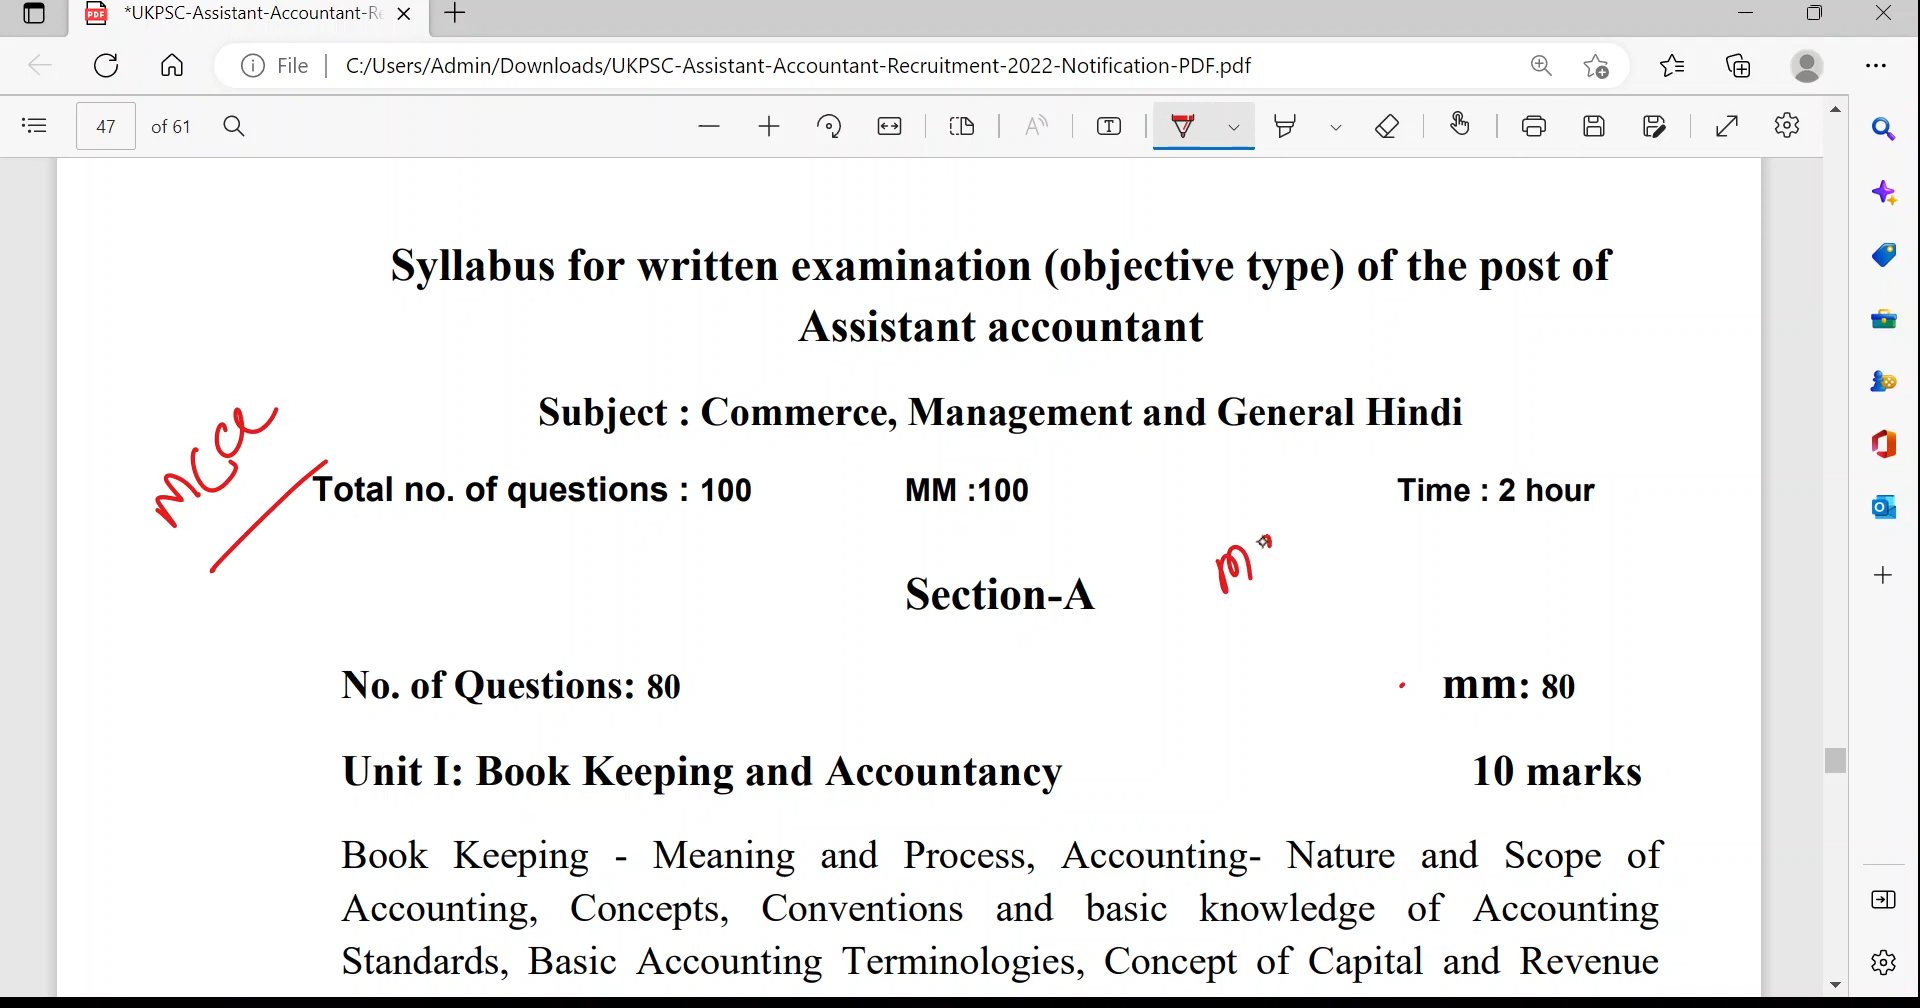 *UKPSC-Assistant-Accountant-Re
File
C:/Users/Admin/Downloads/UKPSC-Assistant-Accountant-Recruitment-2022-Notification-PDF.pdf
47 of 61
Syllabus for written examination (objective type) of the post of
Assistant accountant
Subject : Commerce, Management and General Hindi
Total no. of questions : 100 MM :100 Time : 2 hour
Section-A
No. of Questions: 80 mm: 80
Unit I: Book Keeping and Accountancy 10 marks
Book Keeping - Meaning and Process, Accounting- Nature and Scope of
Accounting, Concepts, Conventions and basic knowledge of Accounting
Standards, Basic Accounting Terminologies, Concept of Capital and Revenue